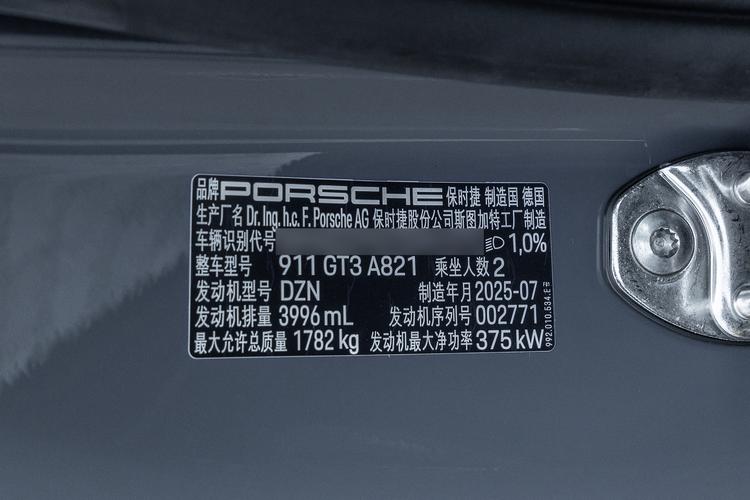 品牌 PORSCHE 保时捷 制造国 德国
生产厂名 Dr. Ing. h.c. F. Porsche AG 保时捷股份公司斯图加特工厂制造
车辆识别代号 1,0%
整车型号 911 GT3 A821 乘坐人数 2
发动机型号 DZN 制造年月 2025-07
发动机排量 3996 mL 发动机序列号 002771
最大允许总质量 1782 kg 发动机最大净功率 375 kW
992.010.534.E